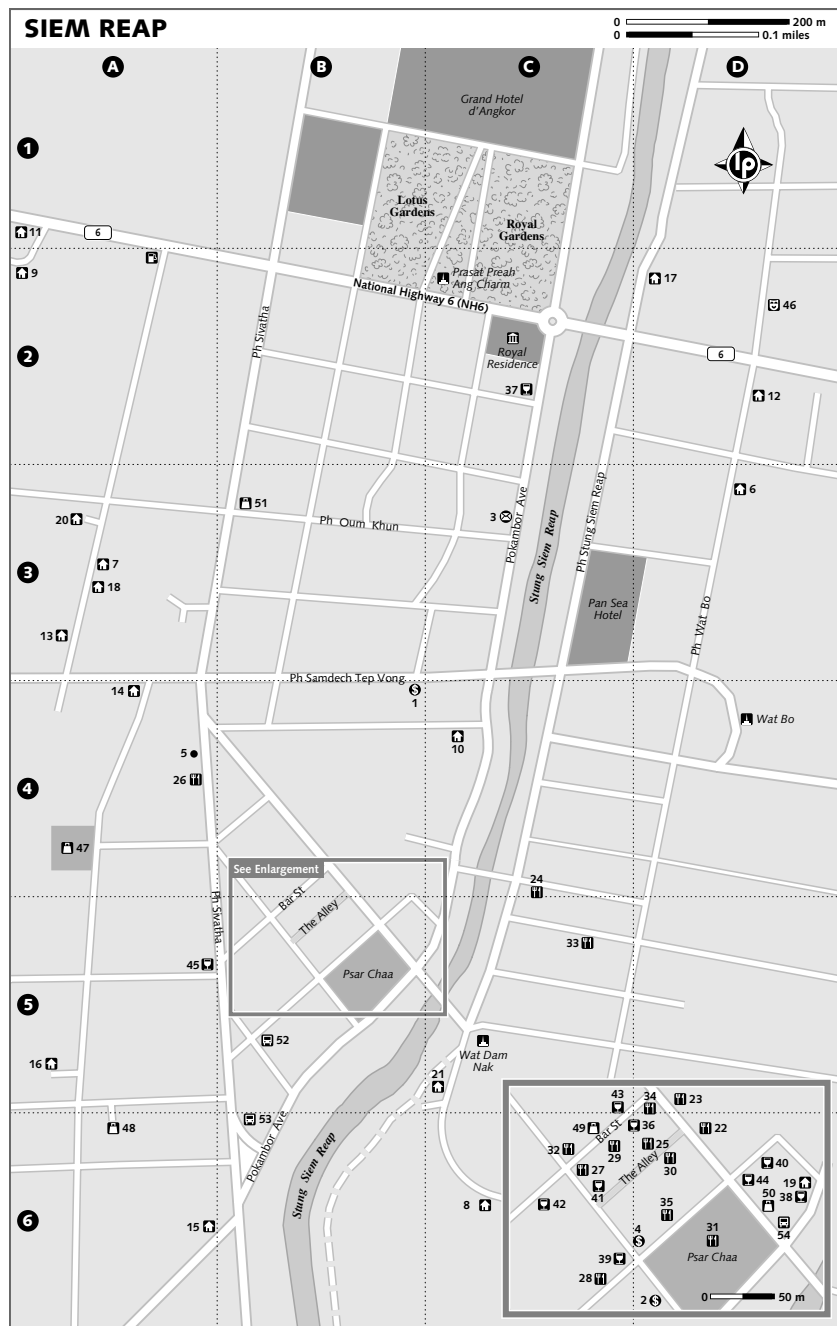 SIEM REAP
0 200 m
0 0.1 miles
A
B
C
D
Grand Hotel
d'Angkor
1
lp
Lotus
Gardens
Royal
Gardens
11
6
9
Prasat Preah
Ang Charm
17
National Highway 6 (NH6)
46
Ph Sivatha
2
Royal
Residence
6
37
12
51
6
20
Ph Oum Khun
3
Pokambor Ave
Stung Siem Reap
Ph Stung Siem Reap
3
7
18
Pan Sea
Hotel
13
Ph Wat Bo
Ph Samdech Tep Vong
14
1
Wat Bo
10
5
26
4
47
See Enlargement
24
Bar St
The Alley
Ph Sivatha
33
45
Psar Chaa
5
52
Wat Dam
Nak
16
21
43
34
23
53
48
49
36
22
Bar St
32
29
25
30
The Alley
40
27
44
19
Pokambor Ave
Stung Siem Reap
41
50
38
8
42
35
6
15
4
31
54
39
Psar Chaa
28
2
0 50 m